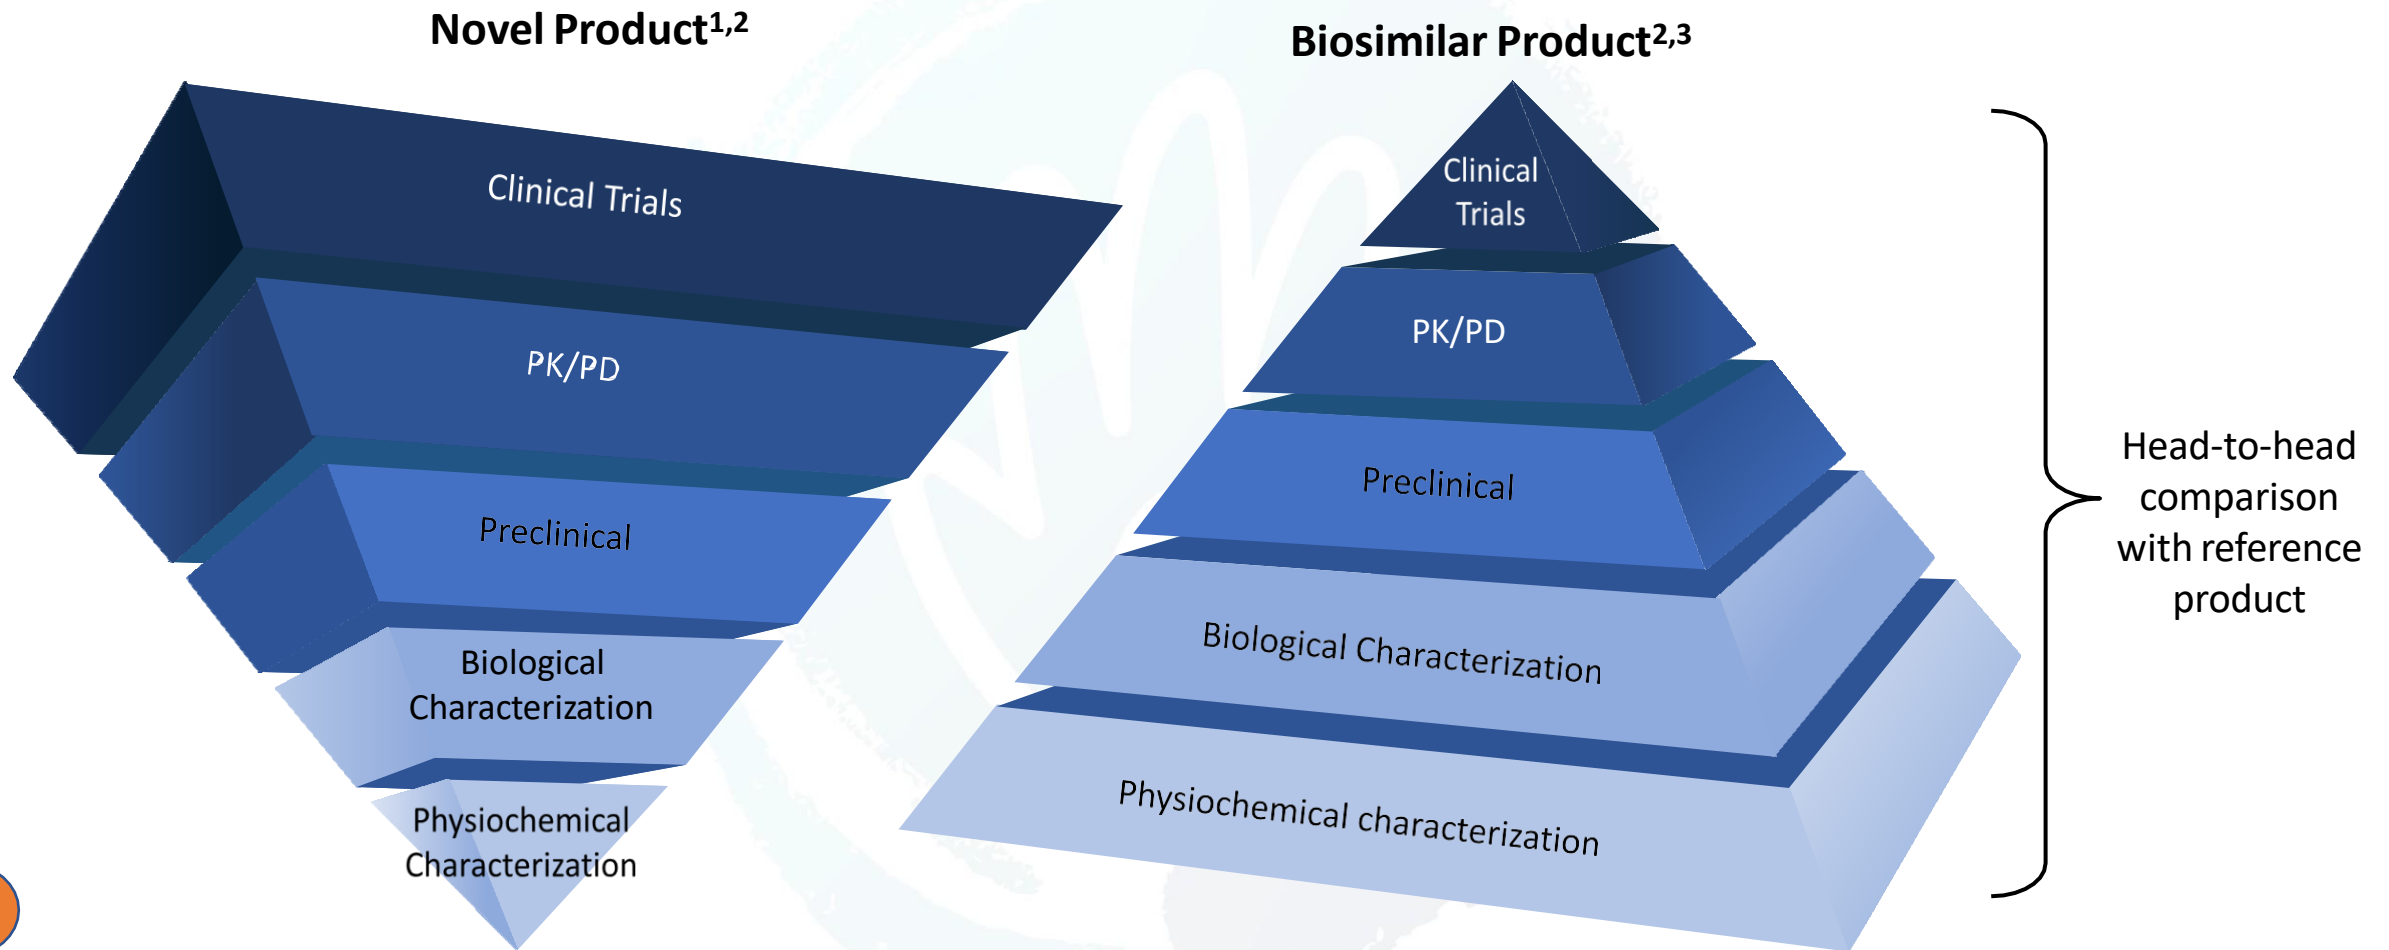 Novel Product1,2
Clinical Trials
PK/PD
Preclinical
Biological
Characterization
Physiochemical
Characterization
Biosimilar Product2,3
Clinical
Trials
PK/PD
Preclinical
Biological Characterization
Physiochemical characterization
Head-to-head
comparison
with reference
product